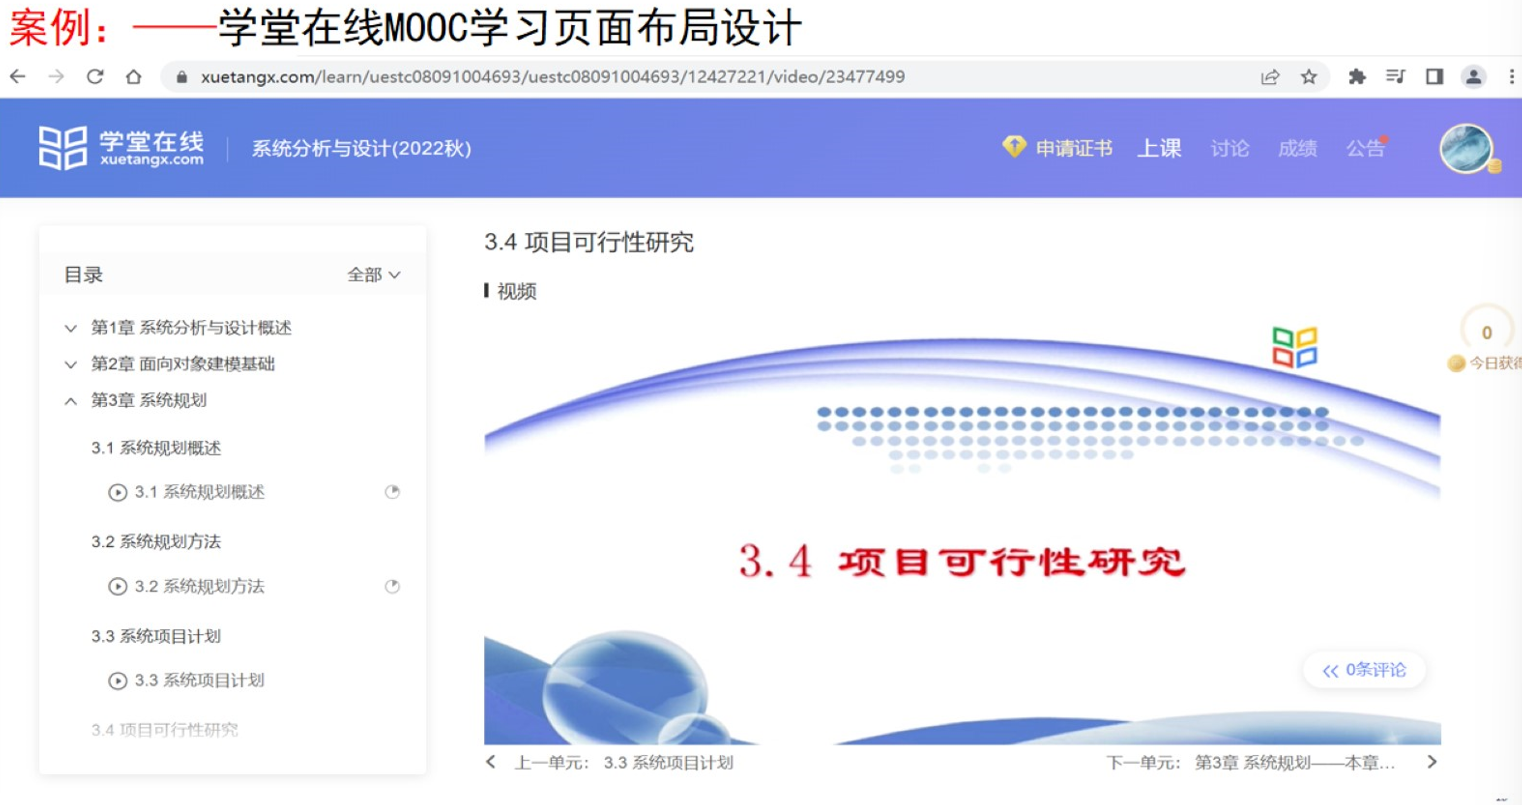 案例：——学堂在线MOOC学习页面布局设计
xuetangx.com/learn/uestc08091004693/uestc08091004693/12427221/video/23477499
学堂在线
xuetangx.com
系统分析与设计(2022秋)
申请证书 上课 讨论 成绩 公告
目录 全部
第1章 系统分析与设计概述
第2章 面向对象建模基础
第3章 系统规划
3.1 系统规划概述
3.1 系统规划概述
3.2 系统规划方法
3.2 系统规划方法
3.3 系统项目计划
3.3 系统项目计划
3.4 项目可行性研究
3.4 项目可行性研究
视频
3.4 项目可行性研究
0
今日获得
0条评论
上一单元： 3.3 系统项目计划
下一单元： 第3章 系统规划——本章…